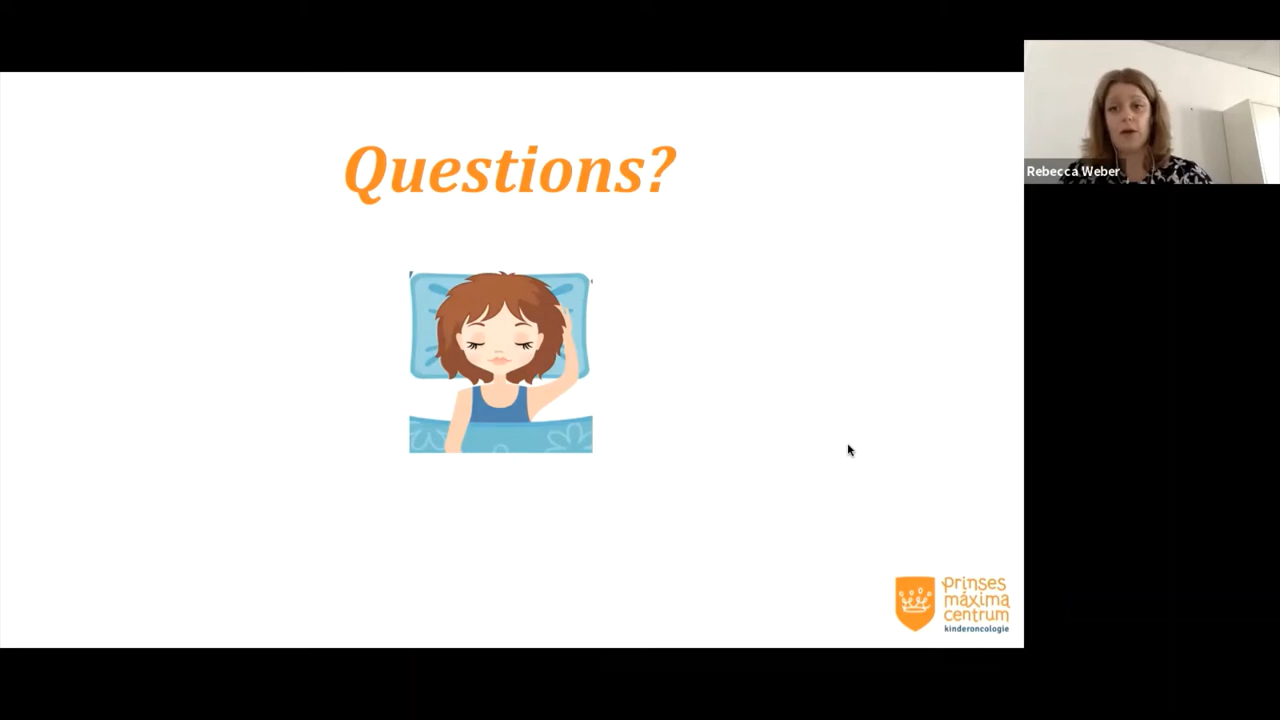 Questions?
Rebecca Weber
prinses
máxima
centrum
kinderoncologie